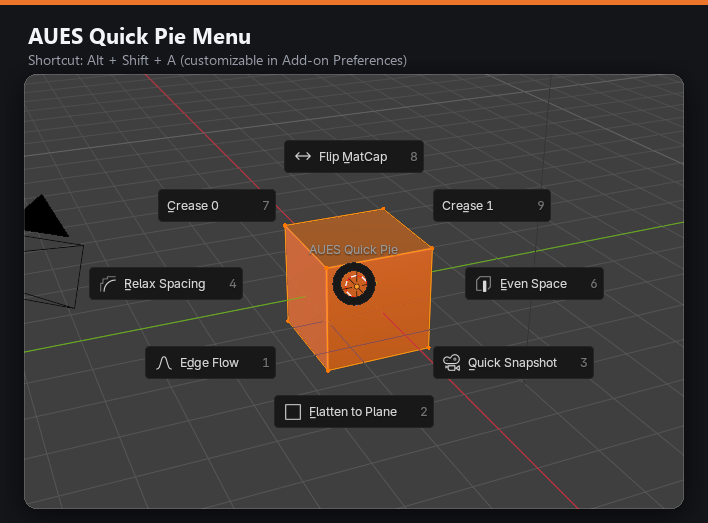 AUES Quick Pie Menu
Shortcut: Alt + Shift + A (customizable in Add-on Preferences)
Flip MatCap 8
Crease 0 7
Crease 1 9
AUES Quick Pie
Relax Spacing 4
Even Space 6
Edge Flow 1
Quick Snapshot 3
Flatten to Plane 2